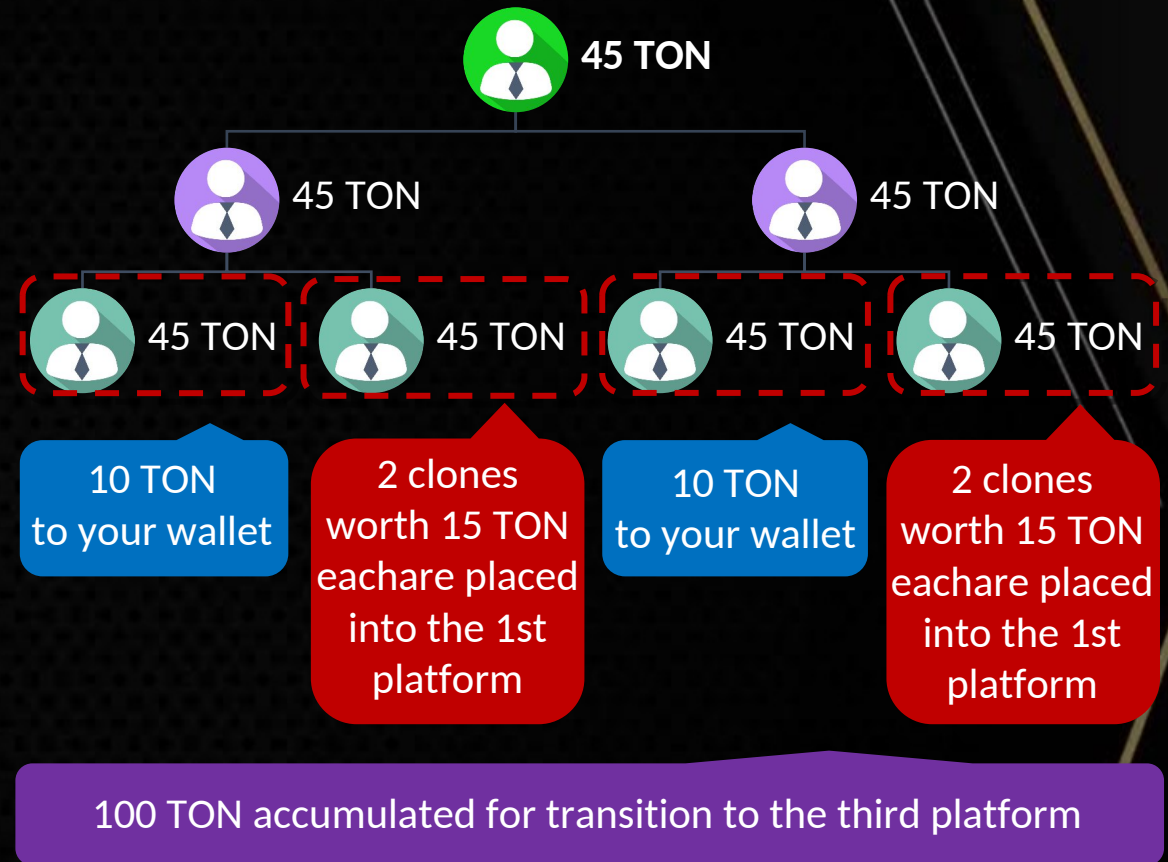 45 TON
45 TON
45 TON
45 TON
45 TON
45 TON
45 TON
10 TON
to your wallet
2 clones
worth 15 TON
eachare placed
into the 1st
platform
10 TON
to your wallet
2 clones
worth 15 TON
eachare placed
into the 1st
platform
100 TON accumulated for transition to the third platform